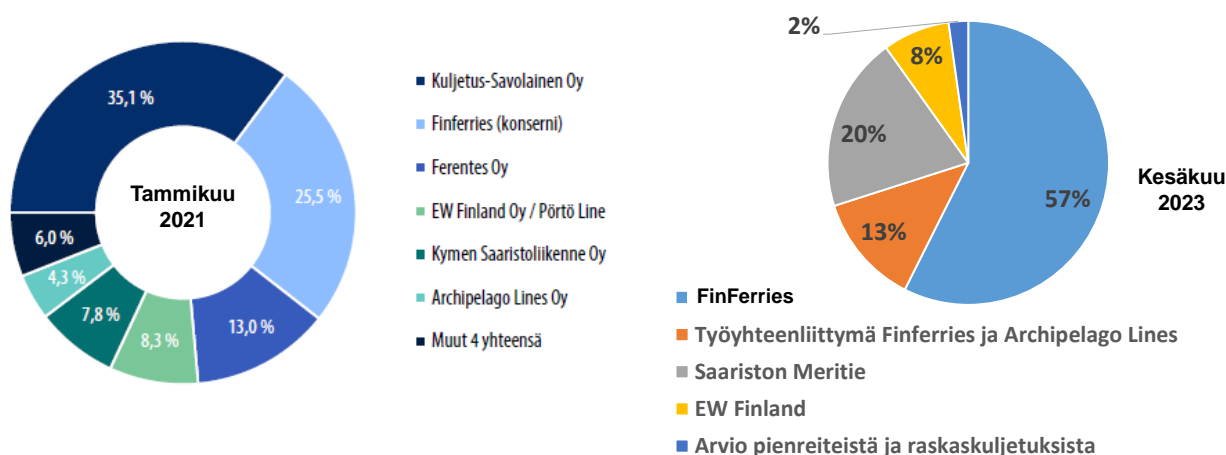 35,1 %
25,5 %
13,0 %
8,3 %
7,8 %
4,3 %
6,0 %
Tammikuu
2021
Kuljetus-Savolainen Oy
Finferries (konserni)
Ferentes Oy
EW Finland Oy / Pörtö Line
Kymen Saaristoliikenne Oy
Archipelago Lines Oy
Muut 4 yhteensä
2%
8%
20%
13%
57%
Kesäkuu
2023
FinFerries
Työyhteenliittymä Finferries ja Archipelago Lines
Saariston Meritie
EW Finland
Arvio pienreiteistä ja raskaskuljetuksista